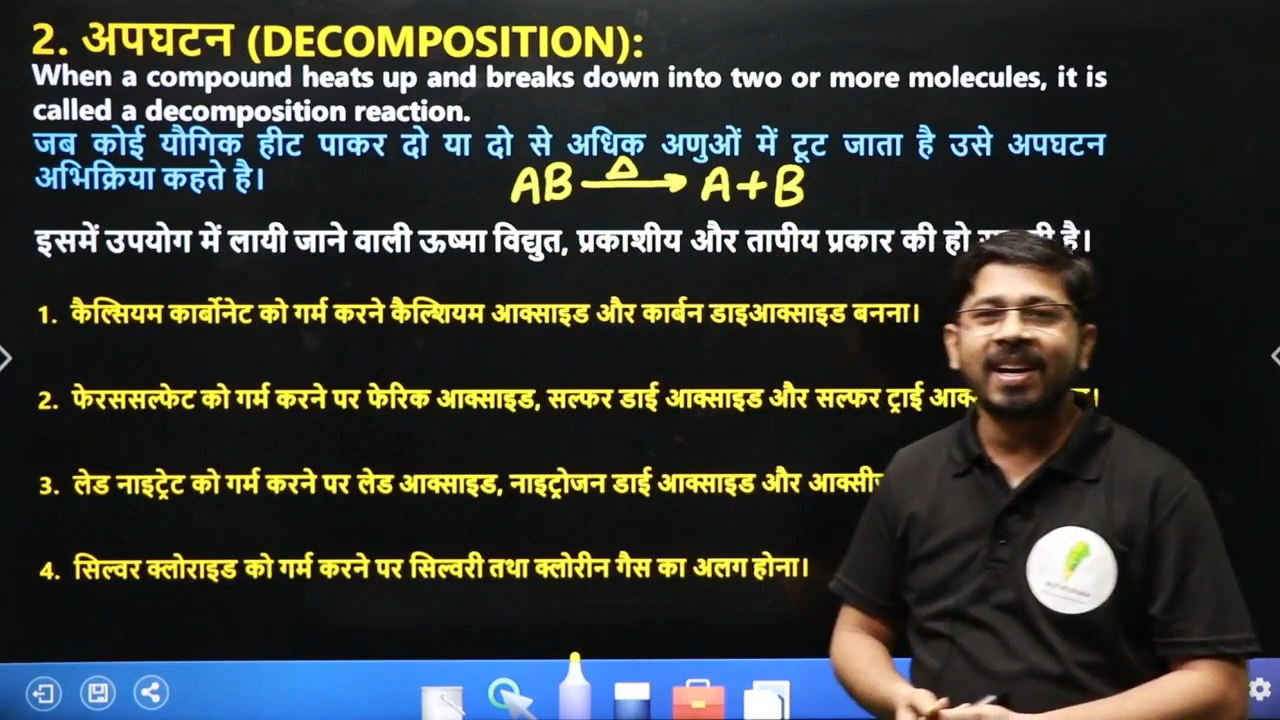 2. अपघटन (DECOMPOSITION):
When a compound heats up and breaks down into two or more molecules, it is
called a decomposition reaction.
जब कोई यौगिक हीट पाकर दो या दो से अधिक अणुओं में टूट जाता है उसे अपघटन
अभिक्रिया कहते है।
AB △→ A+B
इसमें उपयोग में लायी जाने वाली ऊष्मा विद्युत, प्रकाशीय और तापीय प्रकार की हो है।
1. कैल्सियम कार्बोनेट को गर्म करने कैल्शियम आक्साइड और कार्बन डाइआक्साइड बनना।
2. फेरससल्फेट को गर्म करने पर फेरिक आक्साइड, सल्फर डाई आक्साइड और सल्फर ट्राई
3. लेड नाइट्रेट को गर्म करने पर लेड आक्साइड, नाइट्रोजन डाई आक्साइड और
4. सिल्वर क्लोराइड को गर्म करने पर सिल्वरी तथा क्लोरीन गैस का अलग होना।